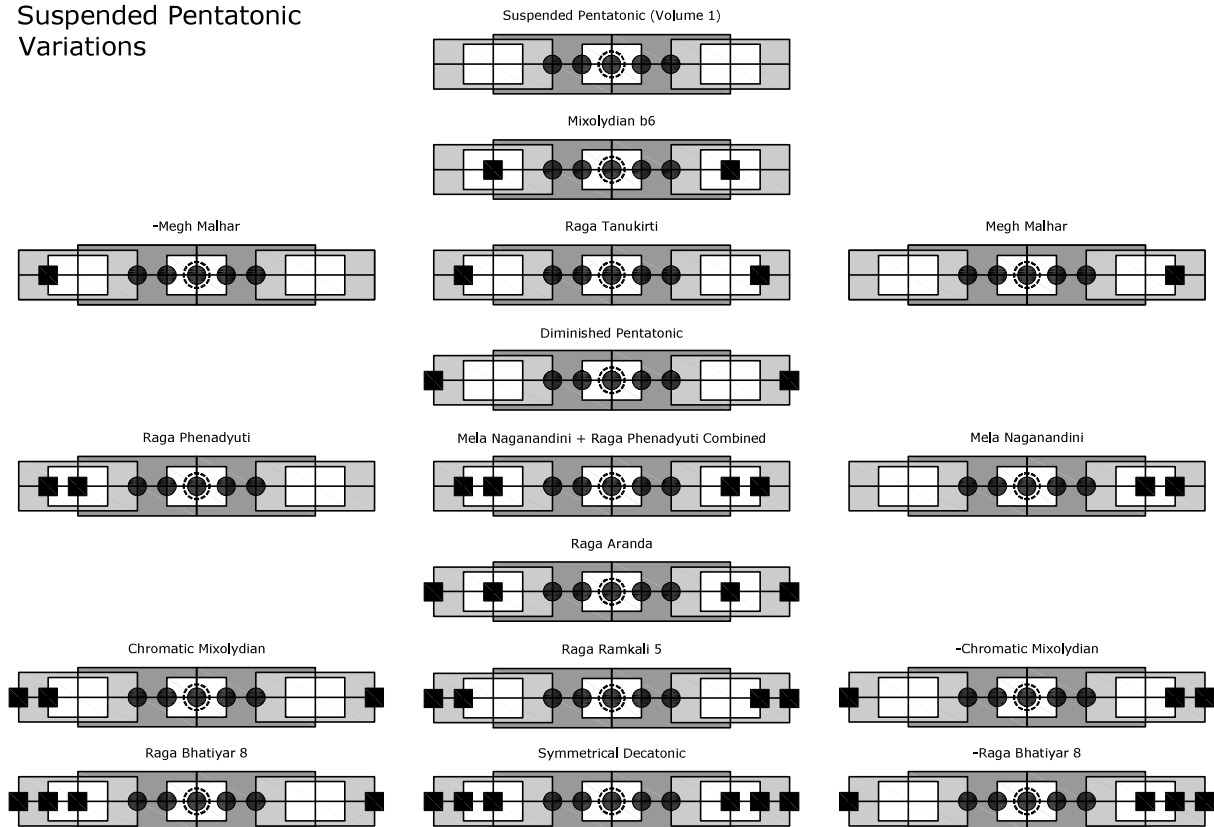 Suspended Pentatonic
Variations
Suspended Pentatonic (Volume 1)
Mixolydian b6
-Megh Malhar
Raga Tanukirti
Megh Malhar
Diminished Pentatonic
Raga Phenadyuti
Mela Naganandini + Raga Phenadyuti Combined
Mela Naganandini
Raga Aranda
Chromatic Mixolydian
Raga Ramkali 5
-Chromatic Mixolydian
Raga Bhatiyar 8
Symmetrical Decatonic
-Raga Bhatiyar 8